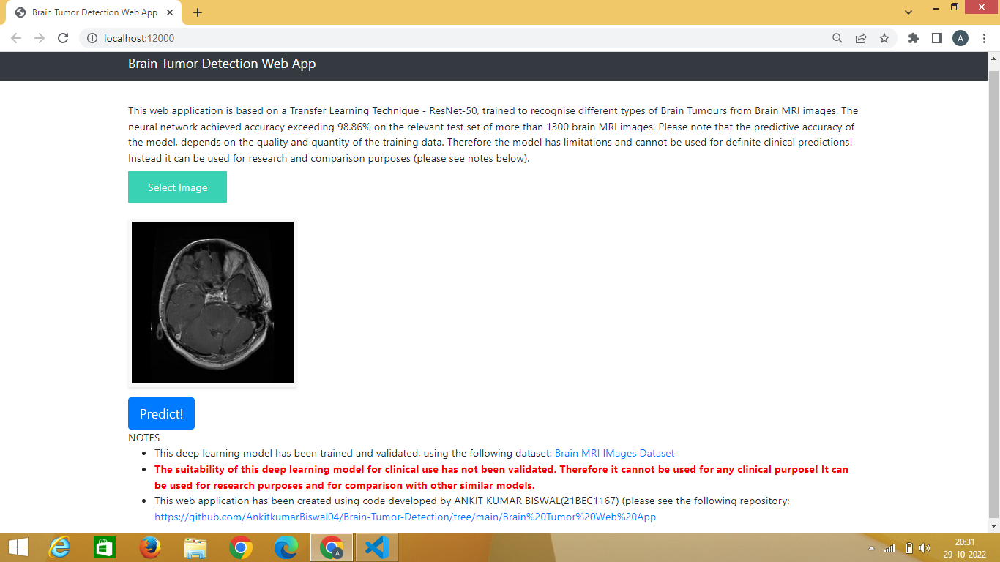 Brain Tumor Detection Web App
localhost:12000
A
Brain Tumor Detection Web App
This web application is based on a Transfer Learning Technique - ResNet-50, trained to recognise different types of Brain Tumours from Brain MRI images. The
neural network achieved accuracy exceeding 98.86% on the relevant test set of more than 1300 brain MRI images. Please note that the predictive accuracy of
the model, depends on the quality and quantity of the training data. Therefore the model has limitations and cannot be used for definite clinical predictions!
Instead it can be used for research and comparison purposes (please see notes below).
Select Image
Predict!
NOTES
This deep learning model has been trained and validated, using the following dataset: Brain MRI IMages Dataset
The suitability of this deep learning model for clinical use has not been validated. Therefore it cannot be used for any clinical purpose! It can
be used for research purposes and for comparison with other similar models.
This web application has been created using code developed by ANKIT KUMAR BISWAL(21BEC1167) (please see the following repository:
https://github.com/AnkitkumarBiswal04/Brain-Tumor-Detection/tree/main/Brain%20Tumor%20Web%20App
A
20:31
29-10-2022